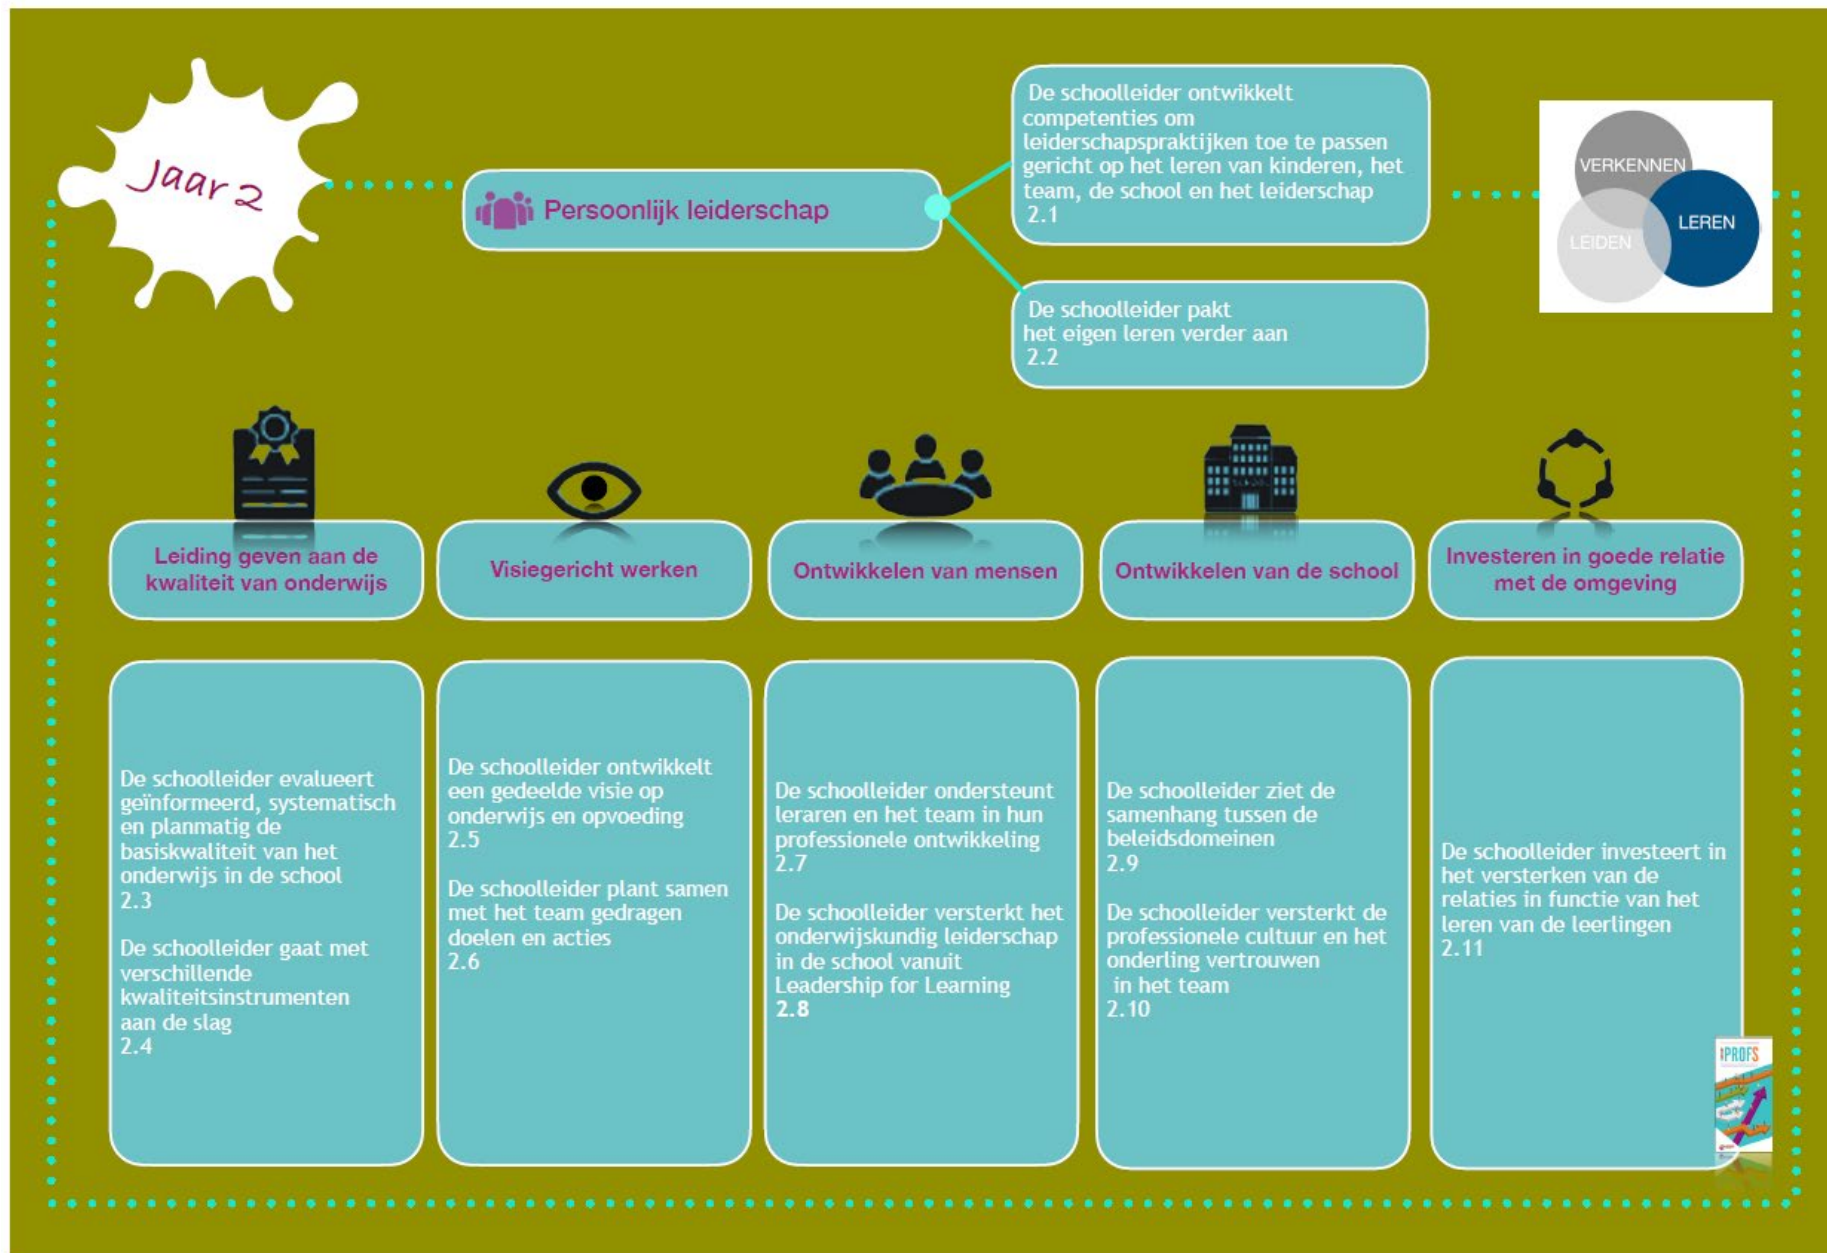 Jaar 2
Persoonlijk leiderschap
De schoolleider ontwikkelt
competenties om
leiderschapspraktijken toe te passen
gericht op het leren van kinderen, het
team, de school en het leiderschap
2.1
De schoolleider pakt
het eigen leren verder aan
2.2
VERKENNEN
LEREN
LEIDEN
Leiding geven aan de
kwaliteit van onderwijs
Visiegericht werken
Ontwikkelen van mensen
Ontwikkelen van de school
Investeren in goede relatie
met de omgeving
De schoolleider evalueert
geïnformeerd, systematisch
en planmatig de
basiskwaliteit van het
onderwijs in de school
2.3
De schoolleider gaat met
verschillende
kwaliteitsinstrumenten
aan de slag
2.4
De schoolleider ontwikkelt
een gedeelde visie op
onderwijs en opvoeding
2.5
De schoolleider plant samen
met het team gedragen
doelen en acties
2.6
De schoolleider ondersteunt
leraren en het team in hun
professionele ontwikkeling
2.7
De schoolleider versterkt het
onderwijskundig leiderschap
in de school vanuit
Leadership for Learning
2.8
De schoolleider ziet de
samenhang tussen de
beleidsdomeinen
2.9
De schoolleider versterkt de
professionele cultuur en het
onderling vertrouwen
in het team
2.10
De schoolleider investeert in
het versterken van de
relaties in functie van het
leren van de leerlingen
2.11
PROFS